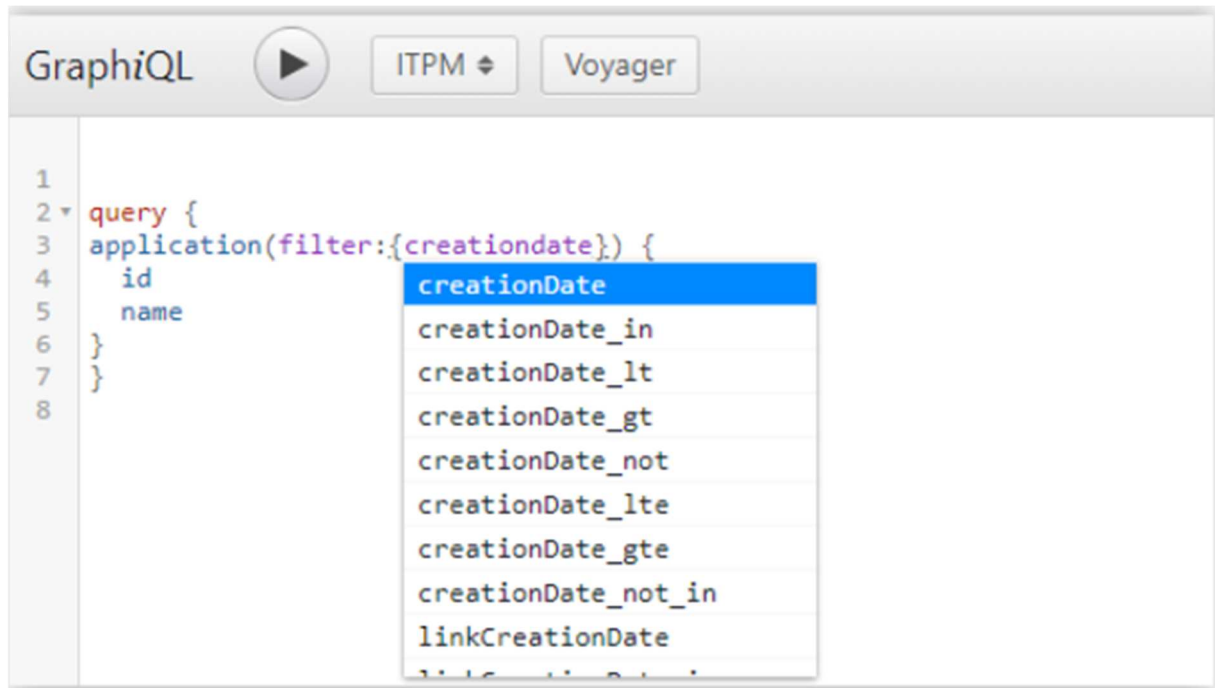 GraphiQL ITPM Voyager
1
2 query {
3 application(filter:{creationdate}) {
4 id
5 name
6 }
7 }
8
creationDate
creationDate_in
creationDate_lt
creationDate_gt
creationDate_not
creationDate_lte
creationDate_gte
creationDate_not_in
linkCreationDate